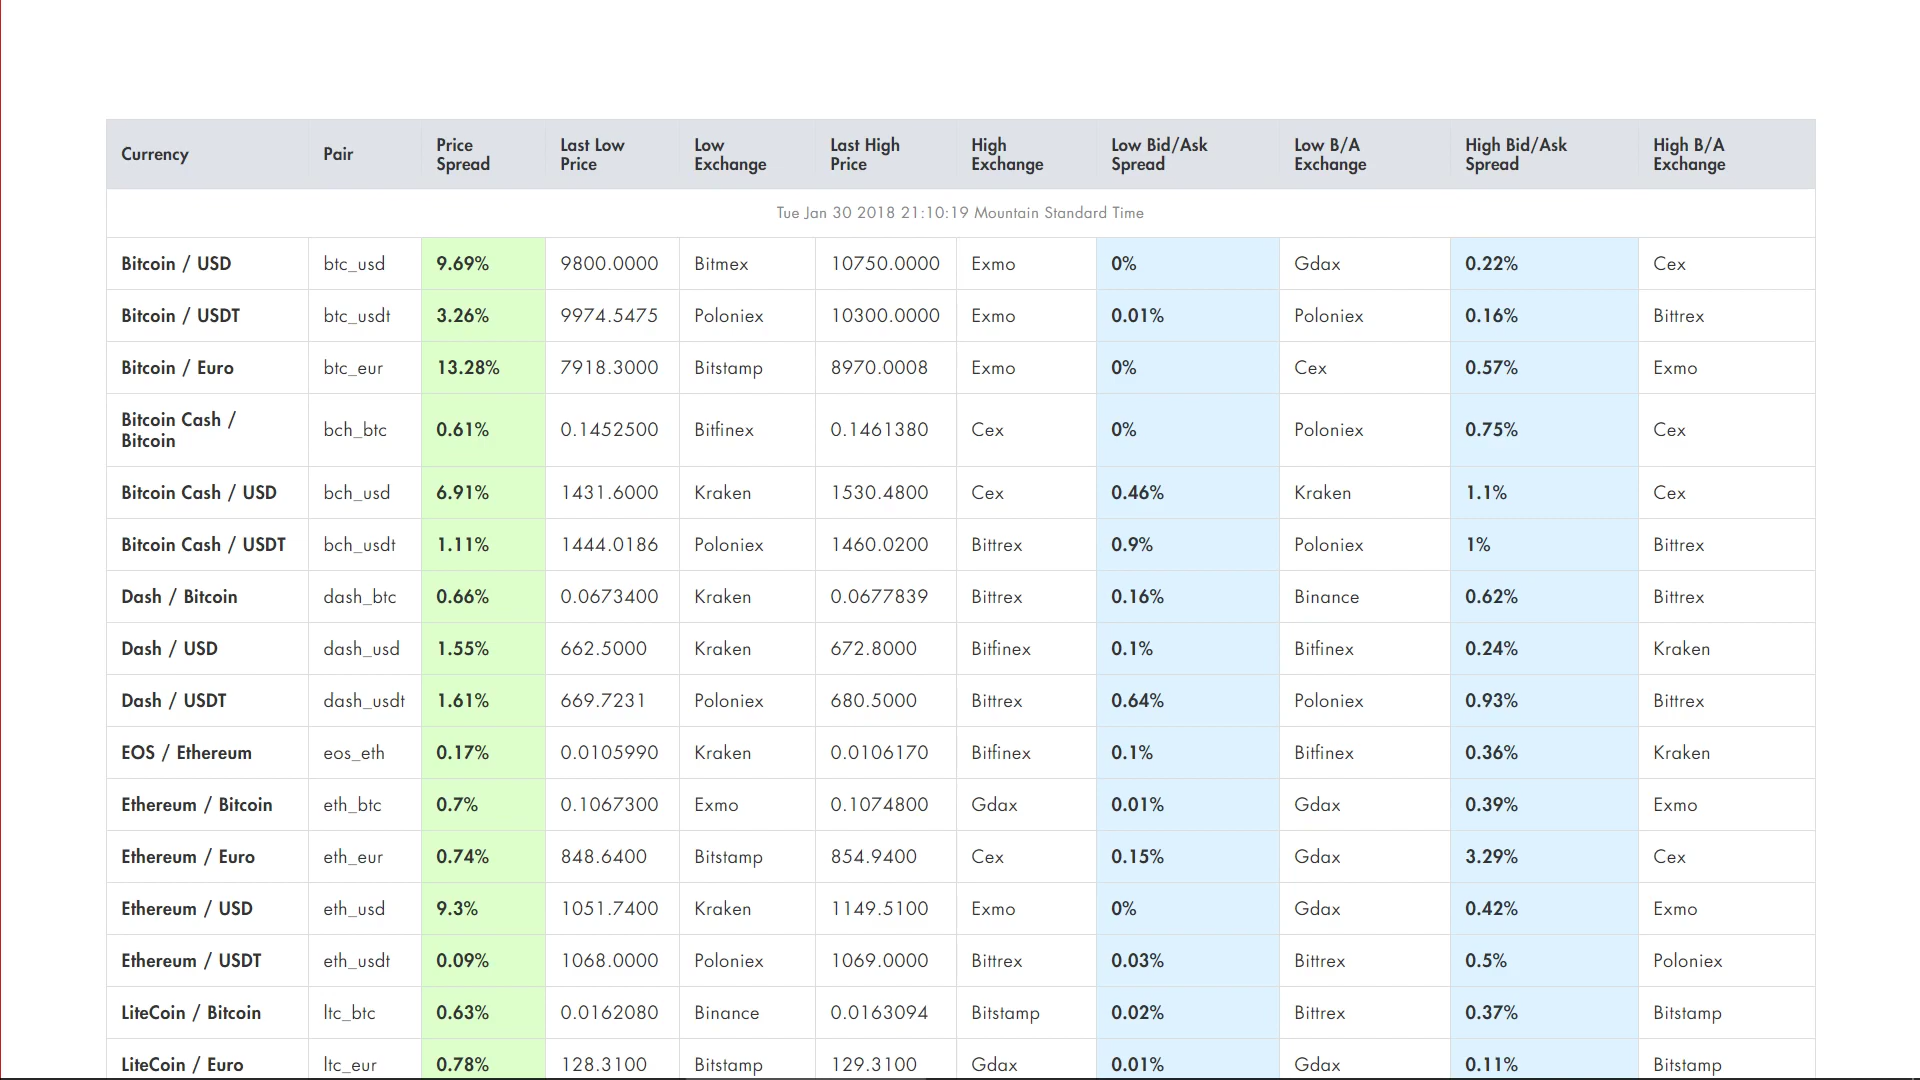 Currency Pair Price Spread Last Low Price Low Exchange Last High Price High Exchange Low Bid/Ask Spread Low B/A Exchange High Bid/Ask Spread High B/A Exchange
Tue Jan 30 2018 21:10:19 Mountain Standard Time
Bitcoin / USD btc_usd 9.69% 9800.0000 Bitmex 10750.0000 Exmo 0% Gdax 0.22% Cex
Bitcoin / USDT btc_usdt 3.26% 9974.5475 Poloniex 10300.0000 Exmo 0.01% Poloniex 0.16% Bittrex
Bitcoin / Euro btc_eur 13.28% 7918.3000 Bitstamp 8970.0008 Exmo 0% Cex 0.57% Exmo
Bitcoin Cash / Bitcoin bch_btc 0.61% 0.1452500 Bitfinex 0.1461380 Cex 0% Poloniex 0.75% Cex
Bitcoin Cash / USD bch_usd 6.91% 1431.6000 Kraken 1530.4800 Cex 0.46% Kraken 1.1% Cex
Bitcoin Cash / USDT bch_usdt 1.11% 1444.0186 Poloniex 1460.0200 Bittrex 0.9% Poloniex 1% Bittrex
Dash / Bitcoin dash_btc 0.66% 0.0673400 Kraken 0.0677839 Bittrex 0.16% Binance 0.62% Bittrex
Dash / USD dash_usd 1.55% 662.5000 Kraken 672.8000 Bitfinex 0.1% Bitfinex 0.24% Kraken
Dash / USDT dash_usdt 1.61% 669.7231 Poloniex 680.5000 Bittrex 0.64% Poloniex 0.93% Bittrex
EOS / Ethereum eos_eth 0.17% 0.0105990 Kraken 0.0106170 Bitfinex 0.1% Bitfinex 0.36% Kraken
Ethereum / Bitcoin eth_btc 0.7% 0.1067300 Exmo 0.1074800 Gdax 0.01% Gdax 0.39% Exmo
Ethereum / Euro eth_eur 0.74% 848.6400 Bitstamp 854.9400 Cex 0.15% Gdax 3.29% Cex
Ethereum / USD eth_usd 9.3% 1051.7400 Kraken 1149.5100 Exmo 0% Gdax 0.42% Exmo
Ethereum / USDT eth_usdt 0.09% 1068.0000 Poloniex 1069.0000 Bittrex 0.03% Bittrex 0.5% Poloniex
LiteCoin / Bitcoin ltc_btc 0.63% 0.0162080 Binance 0.0163094 Bitstamp 0.02% Bittrex 0.37% Bitstamp
LiteCoin / Euro ltc_eur 0.78% 128.3100 Bitstamp 129.3100 Gdax 0.01% Gdax 0.11% Bitstamp